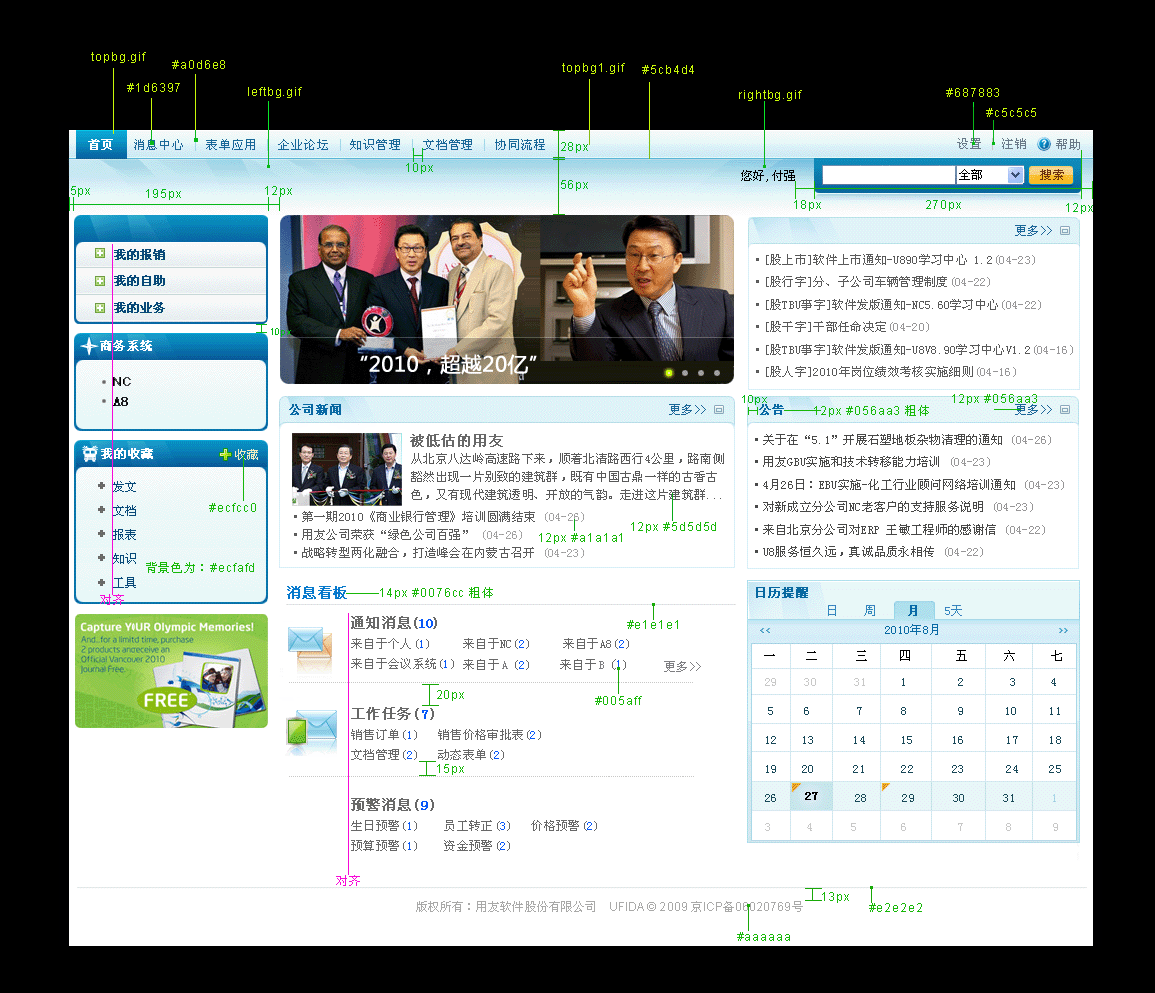 topbg.gif
#a0d6e8
#1d6397
leftbg.gif
topbg1.gif
#5cb4d4
rightbg.gif
#687883
#c5c5c5
首页 消息中心 表单应用 企业论坛 知识管理 文档管理 协同流程
28px
设置 注销 帮助
10px
56px
您好,付强
全部
搜索
5px
195px
12px
18px
270px
12px
我的报销
我的自助
我的业务
10px
商务系统
NC
A8
我的收藏
收藏
发文
文档
报表
知识
工具
#ecfcc0
背景色为：#ecfafd
对齐
Capture YOUR Olympic Memories!
And..for a limitd time, purchase
2 products anreceive an
Official Vancover 2010
Journal Free.
FREE
“2010，超越20亿”
更多>>
[股上市]软件上市通知-U890学习中心 1.2(04-23)
[股行字]分、子公司车辆管理制度(04-22)
[股TBU事字]软件发版通知-NC5.60学习中心(04-22)
[股干字]干部任命决定(04-20)
[股TBU事字]软件发版通知-U8V8.90学习中心V1.2(04-16)
[股人字]2010年岗位绩效考核实施细则(04-16)
公司新闻
更多>>
被低估的用友
从北京八达岭高速路下来，顺着北清路西行4公里，路南侧
豁然出现一片别致的建筑群，既有中国古鼎一样的古香古
色，又有现代建筑透明、开放的气韵。走进这片建筑群...
第一期2010《商业银行管理》培训圆满结束 (04-26)
用友公司荣获“绿色公司百强” (04-26)
战略转型两化融合，打造峰会在内蒙古召开 (04-23)
12px #5d5d5d
12px #a1a1a1
10px
公告
12px #056aa3 粗体
12px #056aa3
更多>>
关于在“5.1”开展石塑地板杂物清理的通知 (04-26)
用友GBU实施和技术转移能力培训 (04-23)
4月26日：EBU实施-化工行业顾问网络培训通知 (04-23)
对新成立分公司NC老客户的支持服务说明 (04-23)
来自北京分公司对ERP 王敏工程师的感谢信 (04-22)
U8服务恒久远,真诚品质永相传 (04-22)
消息看板
14px #0076cc 粗体
#e1e1e1
通知消息(10)
来自于个人(1) 来自于NC(2) 来自于A8(2)
来自于会议系统(1) 来自于A (2) 来自于B (1) 更多>>
20px
#005aff
工作任务(7)
销售订单(1) 销售价格审批表(2)
文档管理(2) 动态表单(2)
15px
预警消息(9)
生日预警(1) 员工转正(3) 价格预警(2)
预算预警(1) 资金预警(2)
对齐
日历提醒
日 周 月 5天
<< 2010年8月 >>
一 二 三 四 五 六 七
29 30 31 1 2 3 4
5 6 7 8 9 10 11
12 13 14 15 16 17 18
19 20 21 22 23 24 25
26 27 28 29 30 31 1
3 4 5 6 7 8 9
版权所有：用友软件股份有限公司 UFIDA © 2009 京ICP备06020769号
13px
#e2e2e2
#aaaaaa